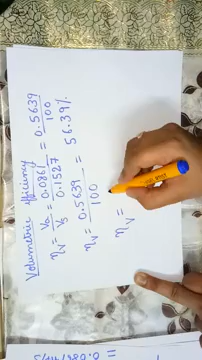 Volumetric efficiency
ηv = Va/Vs = 0.0861/0.1527 = 0.5639/100
ηv = 0.5639/100 = 56.39%
ηv =